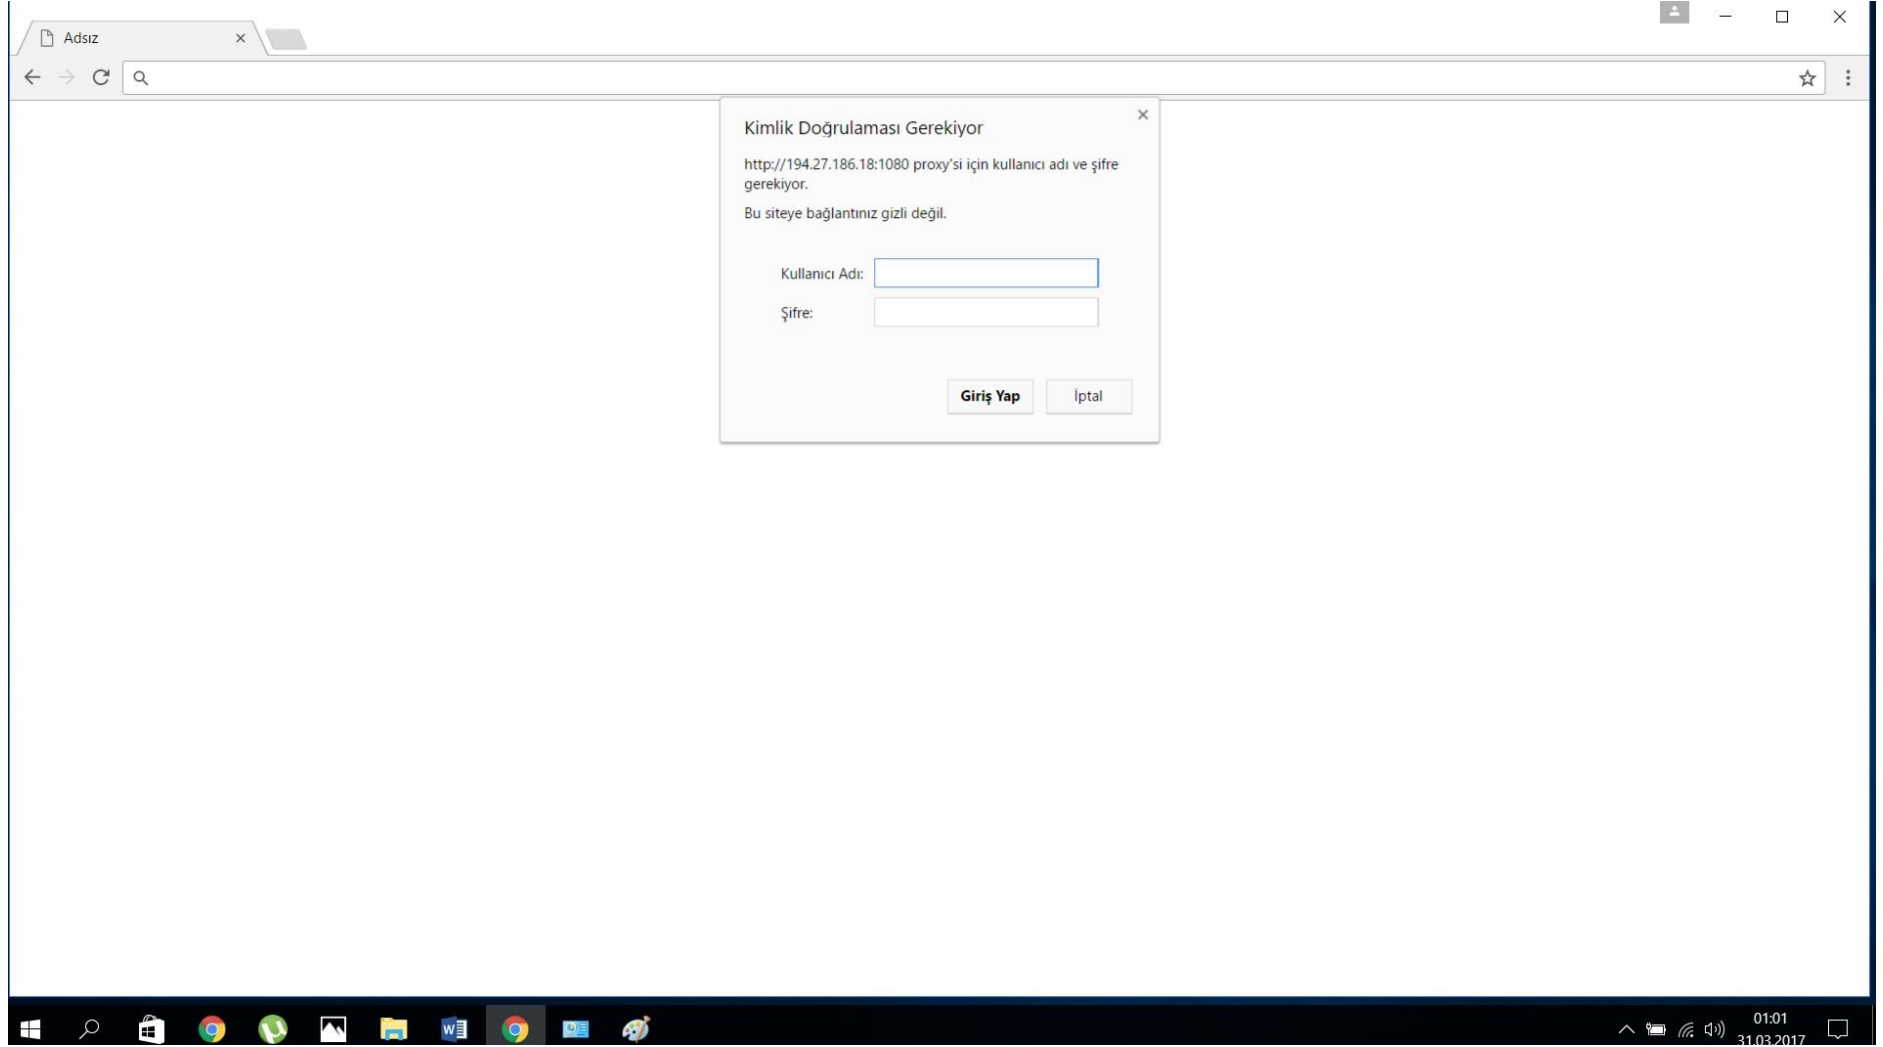 Adsız
Kimlik Doğrulaması Gerekiyor
http://194.27.186.18:1080 proxy'si için kullanıcı adı ve şifre
gerekiyor.
Bu siteye bağlantınız gizli değil.
Kullanıcı Adı:
Şifre:
Giriş Yap
İptal
01:01
31.03.2017